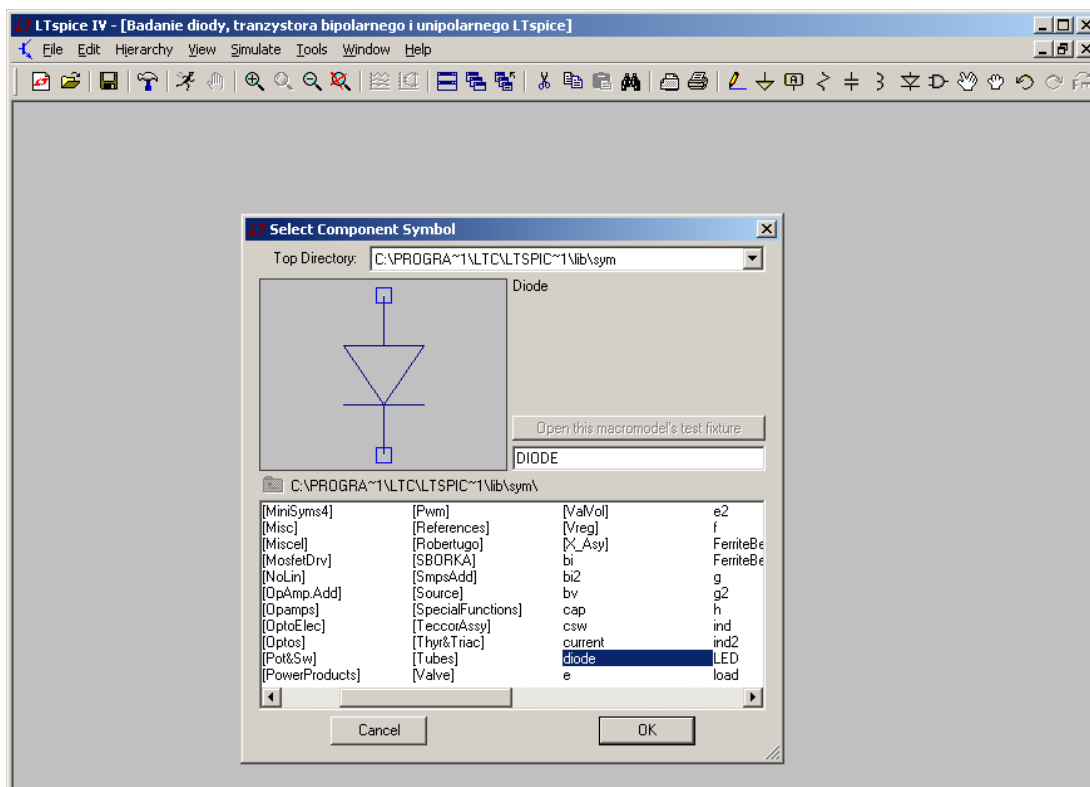 LTspice IV - [Badanie diody, tranzystora bipolarnego i unipolarnego LTspice]
File Edit Hierarchy View Simulate Tools Window Help
Select Component Symbol
Top Directory: C:\PROGRA~1\LTC\LTSPIC~1\lib\sym
Diode
Open this macromodel's test fixture
DIODE
C:\PROGRA~1\LTC\LTSPIC~1\lib\sym\
[MiniSyms4] [Pwm] [ValVol] e2
[Misc] [References] [Vreg] f
[Miscel] [Robertugo] [X_Asy] FerriteBe
[MosfetDrv] [SBORKA] bi FerriteBe
[NoLin] [SmpsAdd] bi2 g
[OpAmp.Add] [Source] bv g2
[Opamps] [SpecialFunctions] cap h
[OptoElec] [TeccorAssy] csw ind
[Optos] [Thyr&Triac] current ind2
[Pot&Sw] [Tubes] diode LED
[PowerProducts] [Valve] e load
Cancel OK